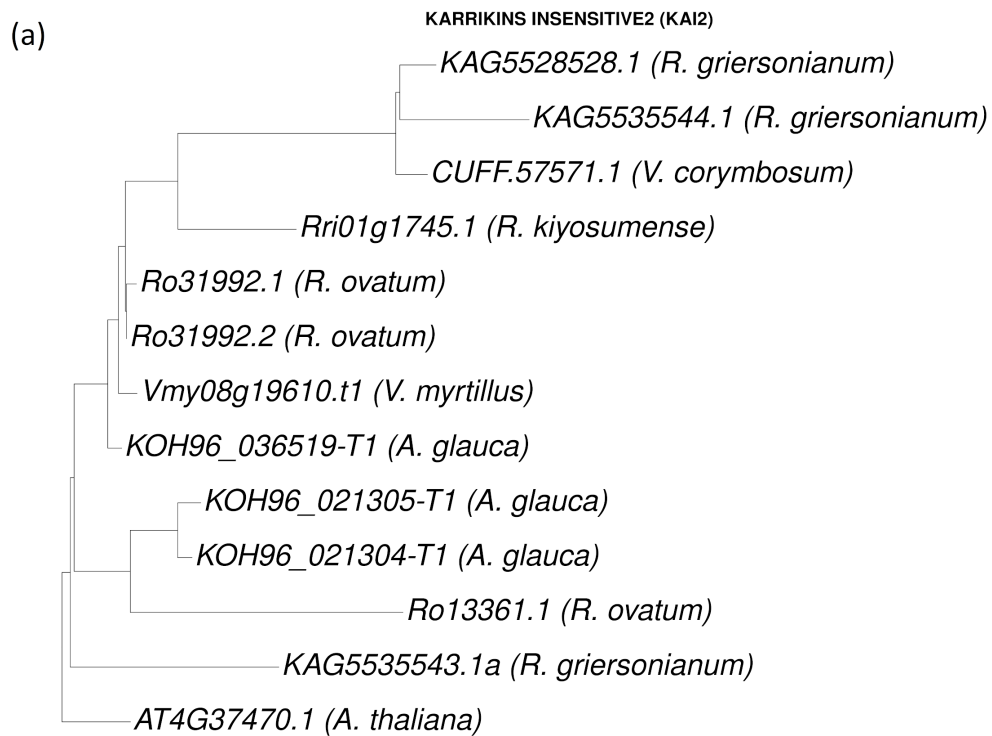 KARRIKINS INSENSITIVE2 (KAI2)
(a)
KAG5528528.1 (R. griersonianum)
KAG5535544.1 (R. griersonianum)
CUFF.57571.1 (V. corymbosum)
Rri01g1745.1 (R. kiyosumense)
Ro31992.1 (R. ovatum)
Ro31992.2 (R. ovatum)
Vmy08g19610.t1 (V. myrtillus)
KOH96_036519-T1 (A. glauca)
KOH96_021305-T1 (A. glauca)
KOH96_021304-T1 (A. glauca)
Ro13361.1 (R. ovatum)
KAG5535543.1a (R. griersonianum)
AT4G37470.1 (A. thaliana)